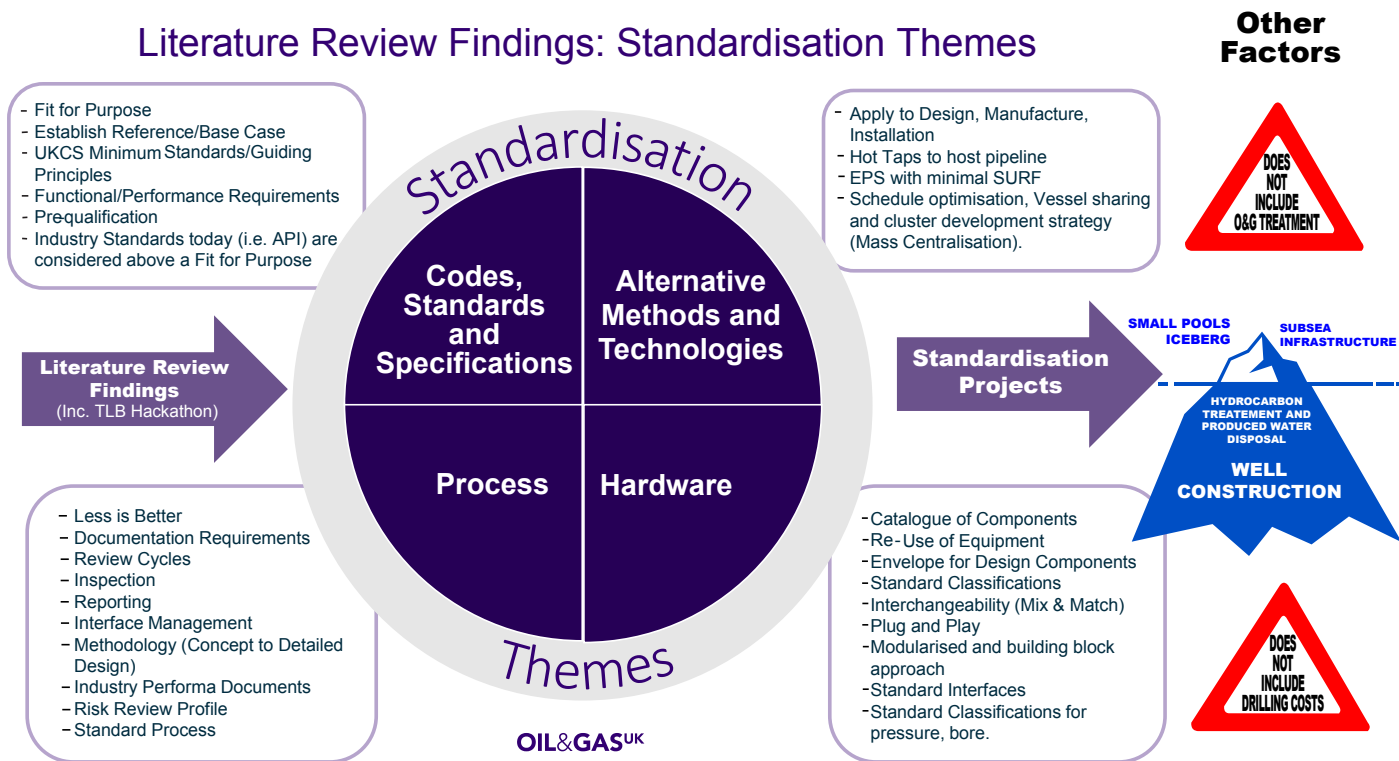 Literature Review Findings: Standardisation Themes
Other
Factors
- Fit for Purpose
- Establish Reference/Base Case
- UKCS Minimum Standards/Guiding
Principles
- Functional/Performance Requirements
- Pre-qualification
- Industry Standards today (i.e. API) are
considered above a Fit for Purpose
Standardisation
Codes,
Standards
and
Specifications
Alternative
Methods and
Technologies
Process
Hardware
Themes
- Apply to Design, Manufacture,
Installation
- Hot Taps to host pipeline
- EPS with minimal SURF
- Schedule optimisation, Vessel sharing
and cluster development strategy
(Mass Centralisation).
DOES
NOT
INCLUDE
O&G TREATMENT
Literature Review
Findings
(Inc. TLB Hackathon)
Standardisation
Projects
SMALL POOLS
ICEBERG
SUBSEA
INFRASTRUCTURE
HYDROCARBON
TREATEMENT AND
PRODUCED WATER
DISPOSAL
WELL
CONSTRUCTION
- Less is Better
- Documentation Requirements
- Review Cycles
- Inspection
- Reporting
- Interface Management
- Methodology (Concept to Detailed
Design)
- Industry Performa Documents
- Risk Review Profile
- Standard Process
- Catalogue of Components
- Re-Use of Equipment
- Envelope for Design Components
- Standard Classifications
- Interchangeability (Mix & Match)
- Plug and Play
- Modularised and building block
approach
- Standard Interfaces
- Standard Classifications for
pressure, bore.
DOES
NOT
INCLUDE
DRILLING COSTS
OIL&GASUK